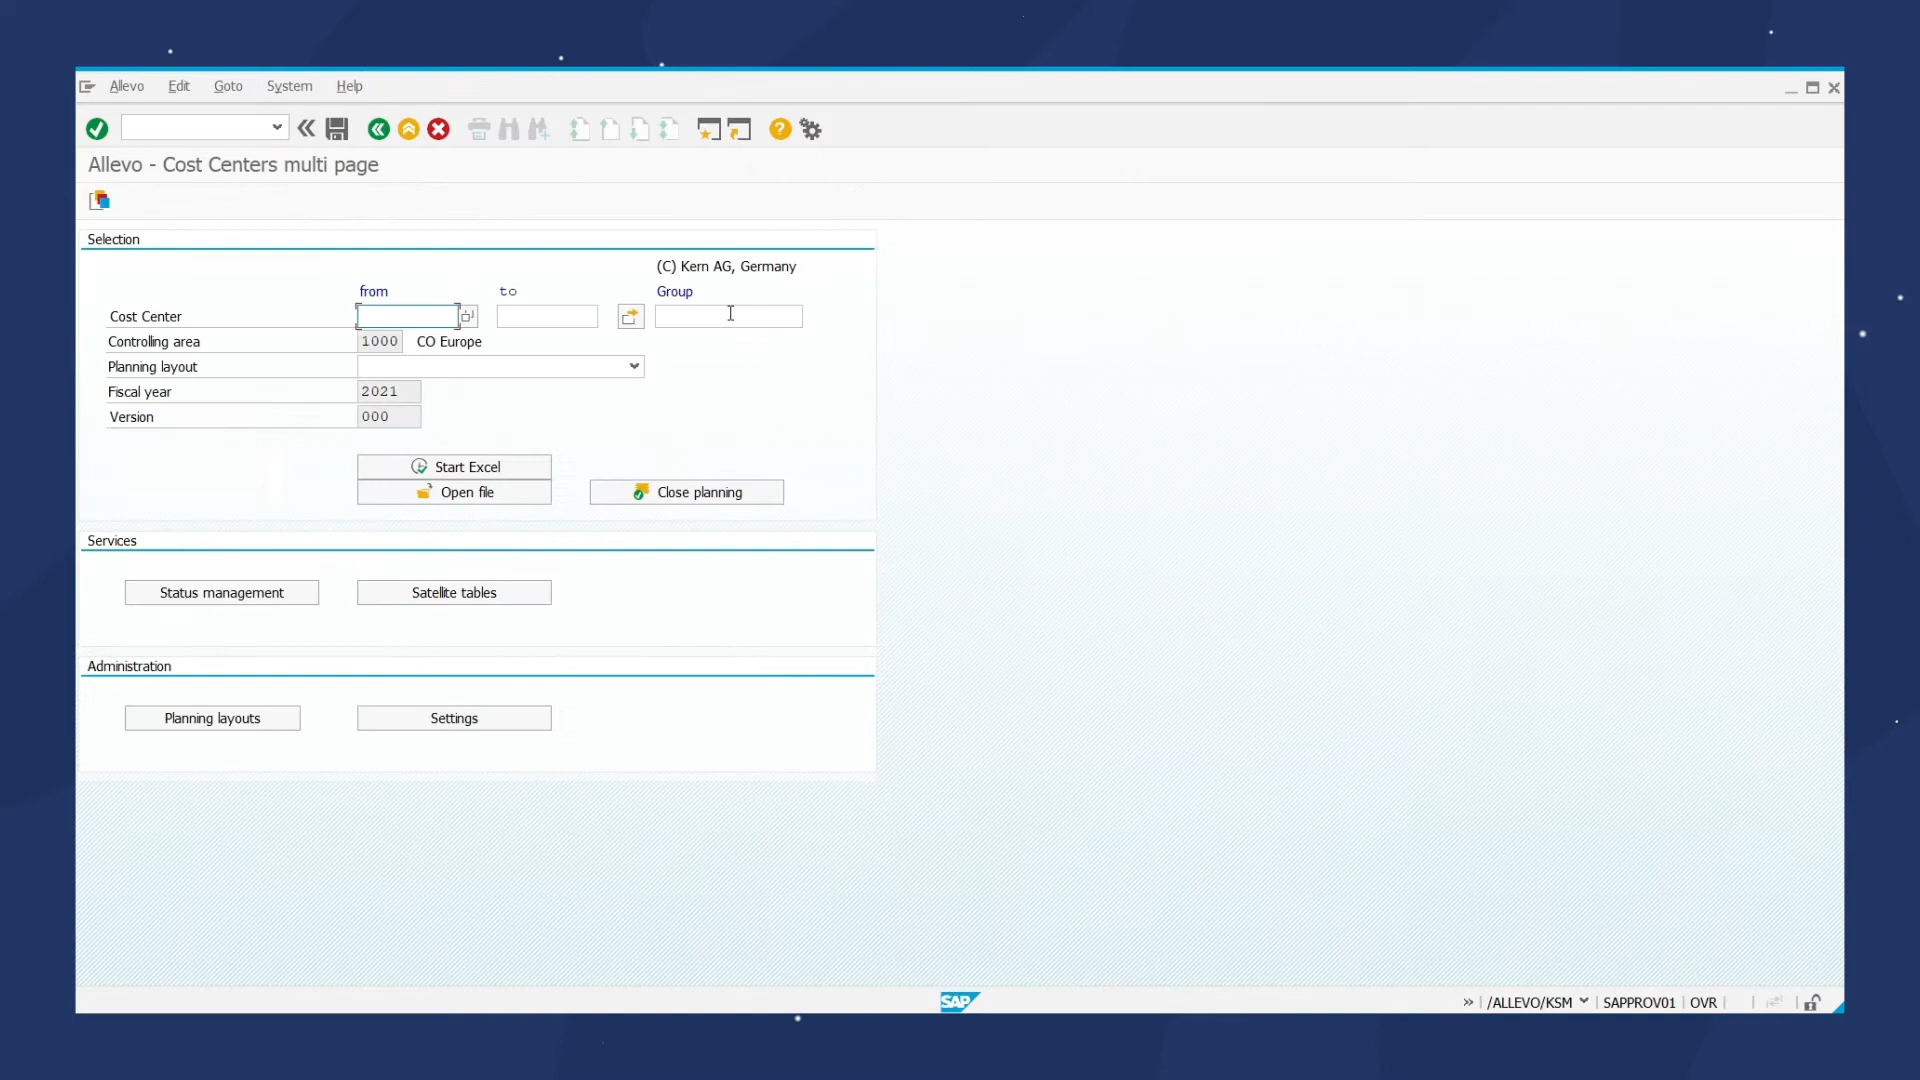 Allevo Edit Goto System Help
Allevo - Cost Centers multi page
Selection
(C) Kern AG, Germany
from to Group
Cost Center
Controlling area 1000 CO Europe
Planning layout
Fiscal year 2021
Version 000
Start Excel
Open file Close planning
Services
Status management Satellite tables
Administration
Planning layouts Settings
SAP » /ALLEVO/KSM SAPPROV01 OVR